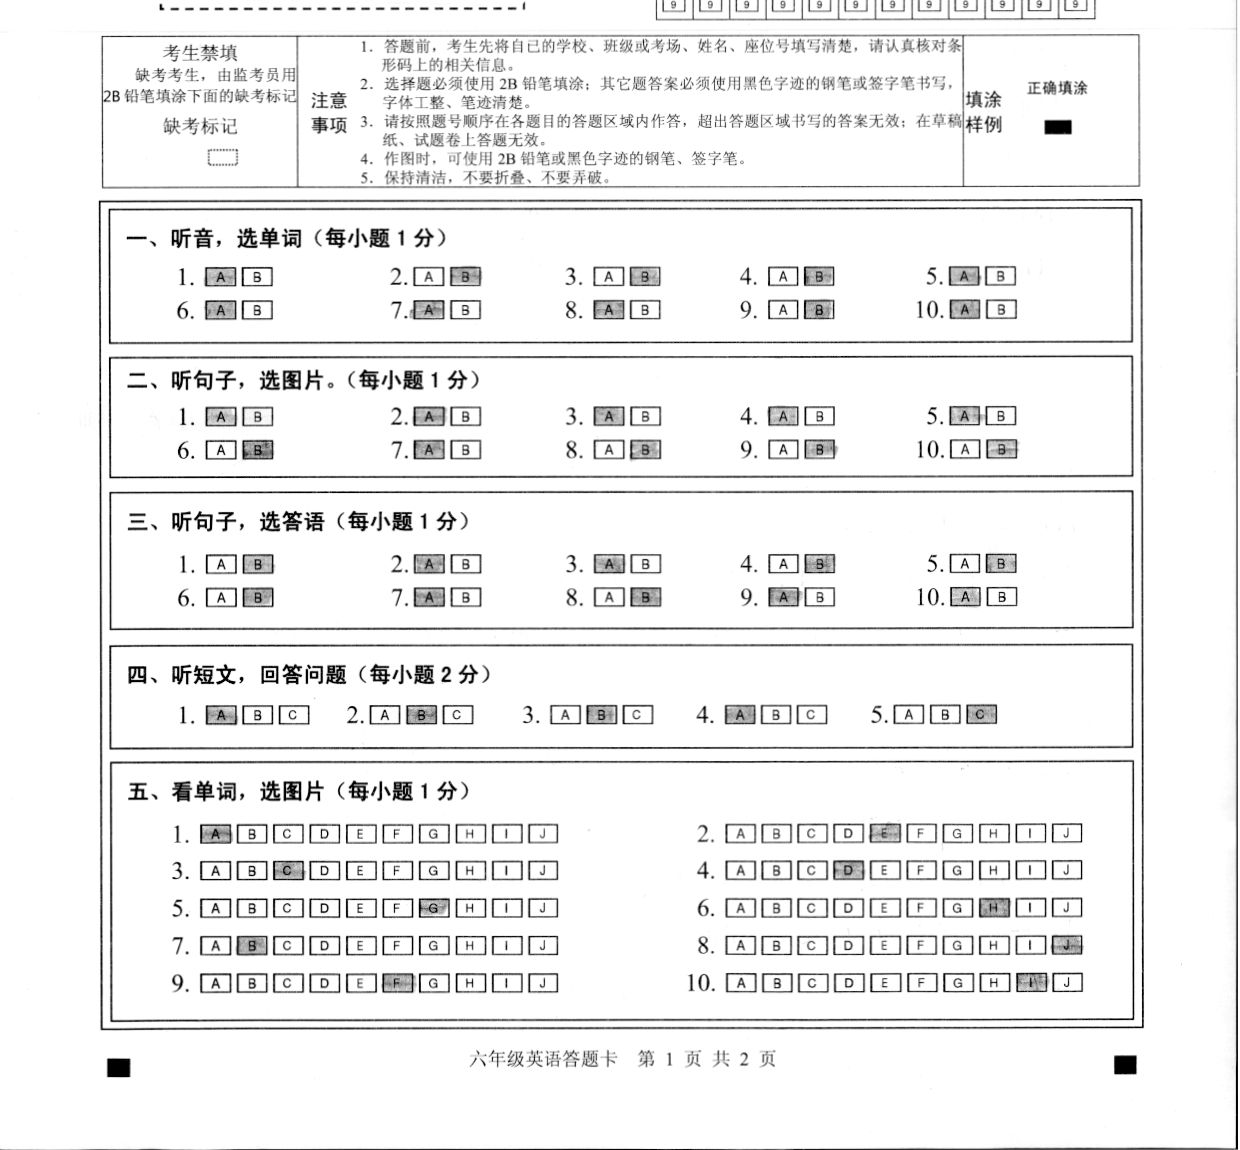 9 9 9 9 9 9 9 9 9 9 9 9
考生禁填
缺考考生，由监考员用
2B 铅笔填涂下面的缺考标记
缺考标记
注意
事项
1. 答题前，考生先将自已的学校、班级或考场、姓名、座位号填写清楚，请认真核对条
形码上的相关信息。
2. 选择题必须使用 2B 铅笔填涂；其它题答案必须使用黑色字迹的钢笔或签字笔书写，
字体工整、笔迹清楚。
3. 请按照题号顺序在各题目的答题区域内作答，超出答题区域书写的答案无效；在草稿
纸、试题卷上答题无效。
4. 作图时，可使用 2B 铅笔或黑色字迹的钢笔、签字笔。
5. 保持清洁，不要折叠、不要弄破。
填涂
样例
正确填涂
一、听音，选单词（每小题 1 分）
1. A B 2. A B 3. A B 4. A B 5. A B
6. A B 7. A B 8. A B 9. A B 10. A B
二、听句子，选图片。（每小题 1 分）
1. A B 2. A B 3. A B 4. A B 5. A B
6. A B 7. A B 8. A B 9. A B 10. A B
三、听句子，选答语（每小题 1 分）
1. A B 2. A B 3. A B 4. A B 5. A B
6. A B 7. A B 8. A B 9. A B 10. A B
四、听短文，回答问题（每小题 2 分）
1. A B C 2. A B C 3. A B C 4. A B C 5. A B C
五、看单词，选图片（每小题 1 分）
1. A B C D E F G H I J 2. A B C D E F G H I J
3. A B C D E F G H I J 4. A B C D E F G H I J
5. A B C D E F G H I J 6. A B C D E F G H I J
7. A B C D E F G H I J 8. A B C D E F G H I J
9. A B C D E F G H I J 10. A B C D E F G H I J
六年级英语答题卡 第 1 页 共 2 页